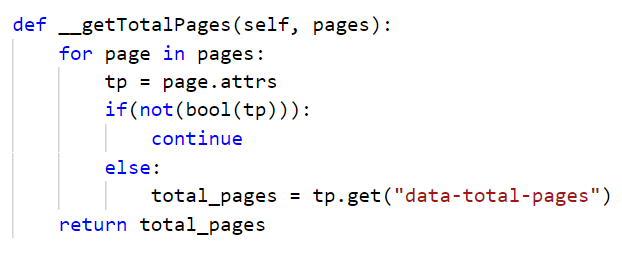 def __getTotalPages(self, pages):
    for page in pages:
        tp = page.attrs
        if(not(bool(tp))):
            continue
        else:
            total_pages = tp.get("data-total-pages")
    return total_pages